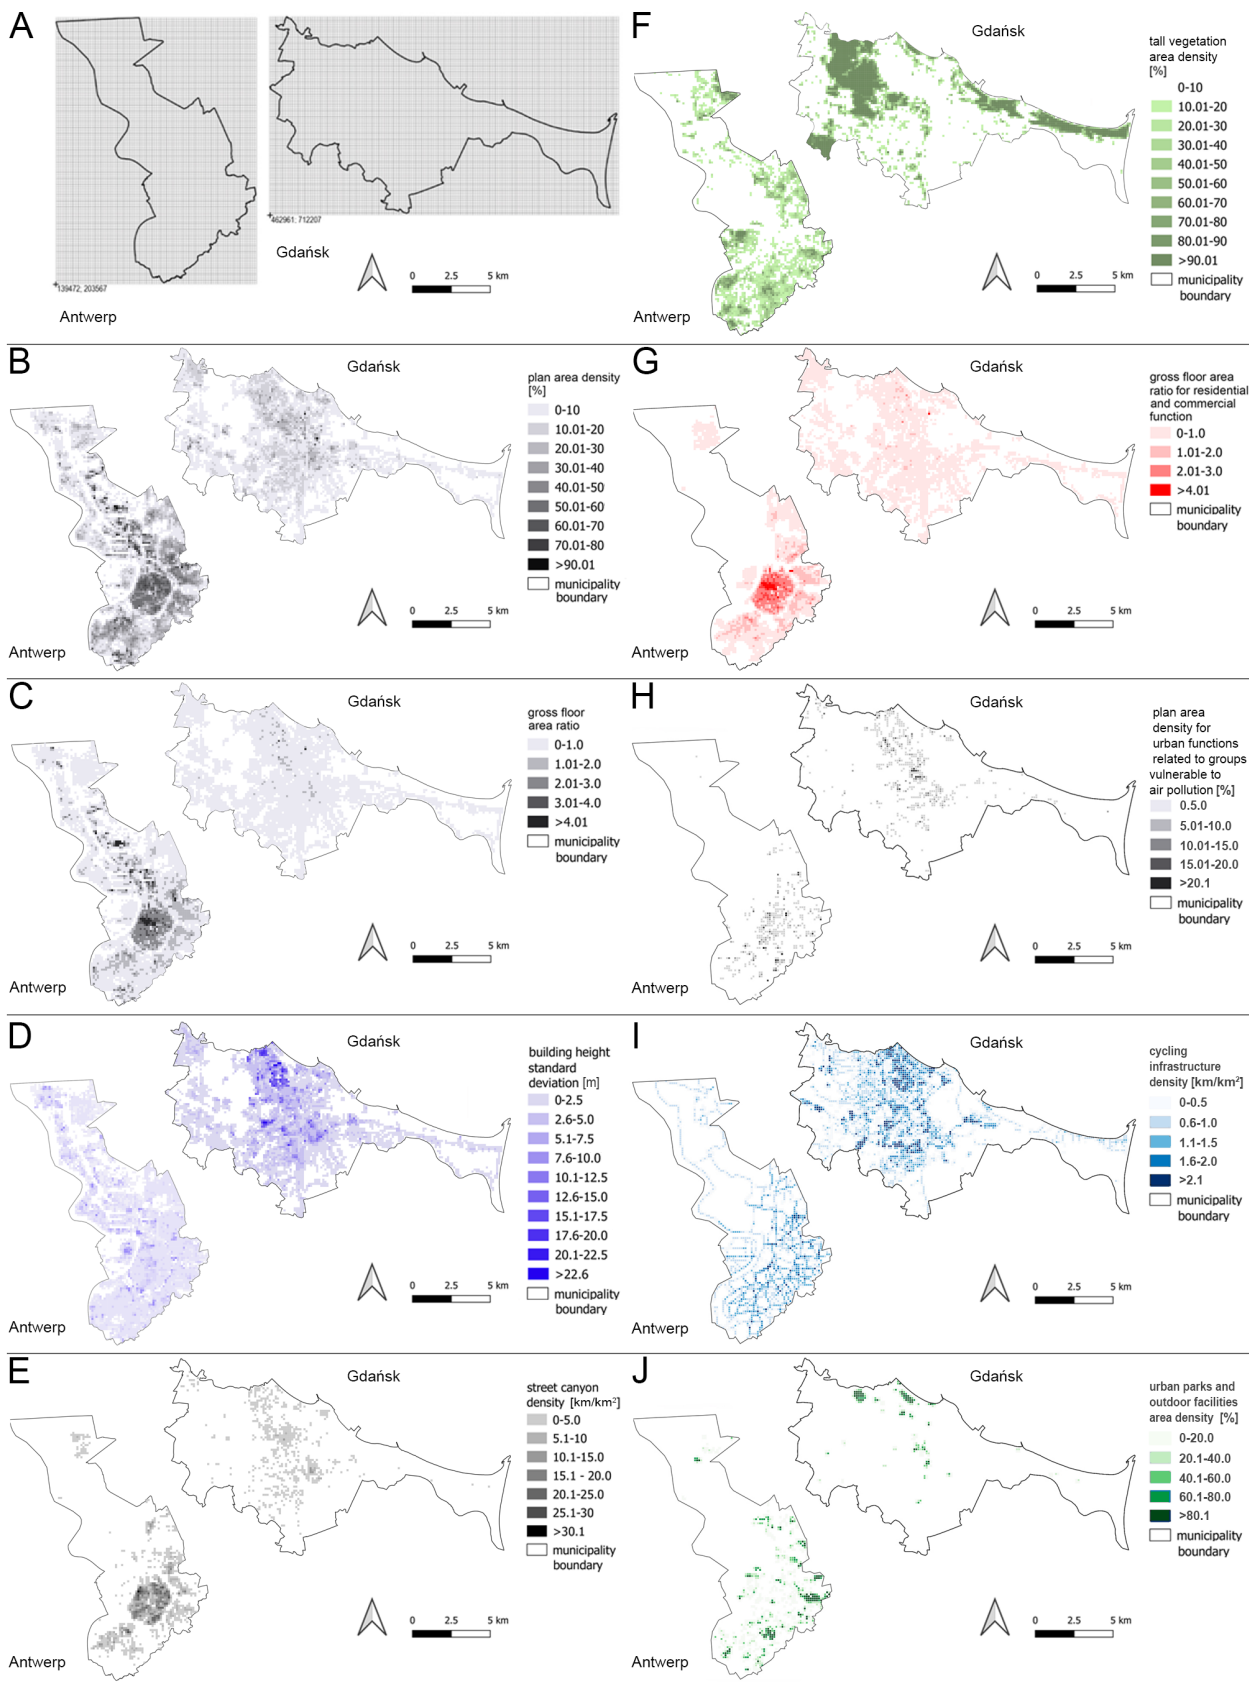 A
Gdańsk
462961; 712207
139472; 203567
Antwerp
0 2.5 5 km
F
Gdańsk
Antwerp
tall vegetation
area density
[%]
0-10
10.01-20
20.01-30
30.01-40
40.01-50
50.01-60
60.01-70
70.01-80
80.01-90
>90.01
municipality
boundary
0 2.5 5 km
B
Gdańsk
Antwerp
plan area density
[%]
0-10
10.01-20
20.01-30
30.01-40
40.01-50
50.01-60
60.01-70
70.01-80
>90.01
municipality
boundary
0 2.5 5 km
G
Gdańsk
Antwerp
gross floor area
ratio for residential
and commercial
function
0-1.0
1.01-2.0
2.01-3.0
>4.01
municipality
boundary
0 2.5 5 km
C
Gdańsk
Antwerp
gross floor
area ratio
0-1.0
1.01-2.0
2.01-3.0
3.01-4.0
>4.01
municipality
boundary
0 2.5 5 km
H
Gdańsk
Antwerp
plan area
density for
urban functions
related to groups
vulnerable to
air pollution [%]
0.5.0
5.01-10.0
10.01-15.0
15.01-20.0
>20.1
municipality
boundary
0 2.5 5 km
D
Gdańsk
Antwerp
building height
standard
deviation [m]
0-2.5
2.6-5.0
5.1-7.5
7.6-10.0
10.1-12.5
12.6-15.0
15.1-17.5
17.6-20.0
20.1-22.5
>22.6
municipality
boundary
0 2.5 5 km
I
Gdańsk
Antwerp
cycling
infrastructure
density [km/km²]
0-0.5
0.6-1.0
1.1-1.5
1.6-2.0
>2.1
municipality
boundary
0 2.5 5 km
E
Gdańsk
Antwerp
street canyon
density [km/km²]
0-5.0
5.1-10
10.1-15.0
15.1 - 20.0
20.1-25.0
25.1-30
>30.1
municipality
boundary
0 2.5 5 km
J
Gdańsk
Antwerp
urban parks and
outdoor facilities
area density [%]
0-20.0
20.1-40.0
40.1-60.0
60.1-80.0
>80.1
municipality
boundary
0 2.5 5 km